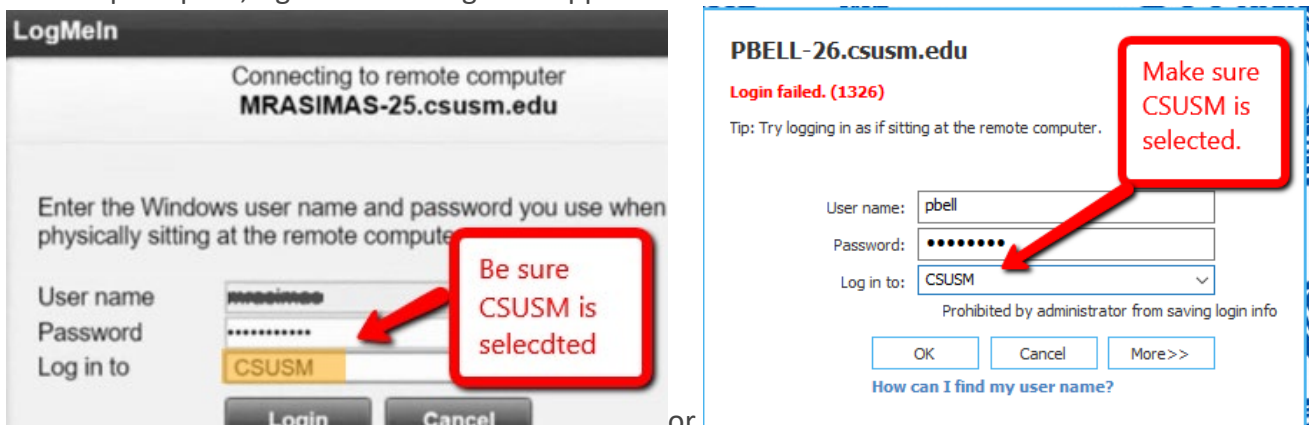 LogMeIn
Connecting to remote computer
MRASIMAS-25.csusm.edu
Enter the Windows user name and password you use when
physically sitting at the remote compute
User name
Password •••••••••••
Log in to CSUSM
Login Cancel
Be sure
CSUSM is
selecdted
or
PBELL-26.csusm.edu
Login failed. (1326)
Tip: Try logging in as if sitting at the remote computer.
Make sure
CSUSM is
selected.
User name: pbell
Password: ••••••••
Log in to: CSUSM
Prohibited by administrator from saving login info
OK Cancel More>>
How can I find my user name?